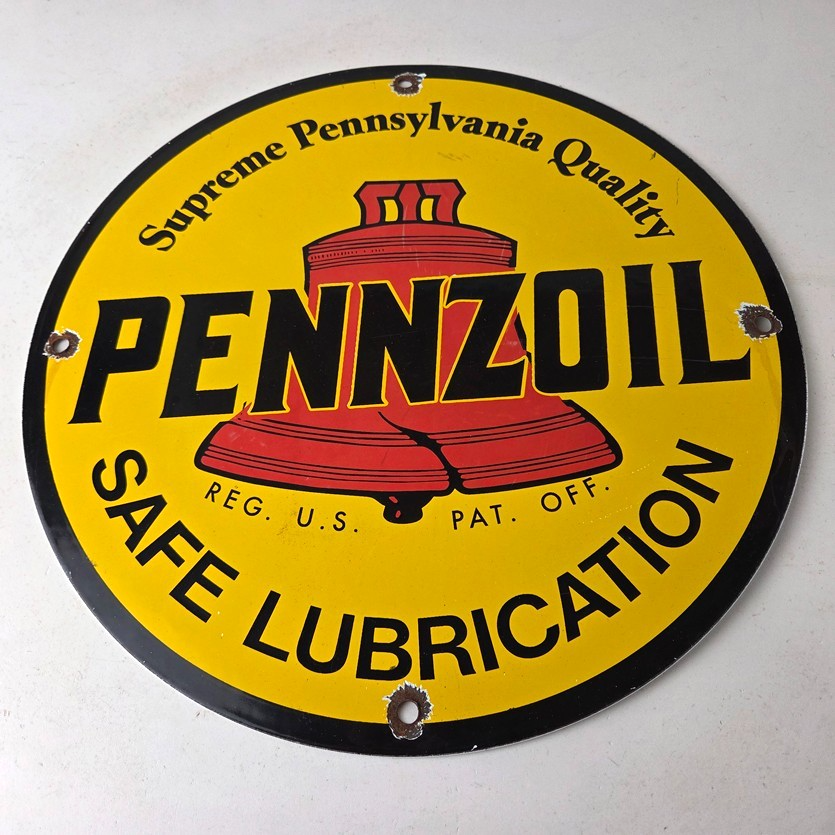 Supreme Pennsylvania Quality
PENNZOIL
REG. U.S. PAT. OFF.
SAFE LUBRICATION